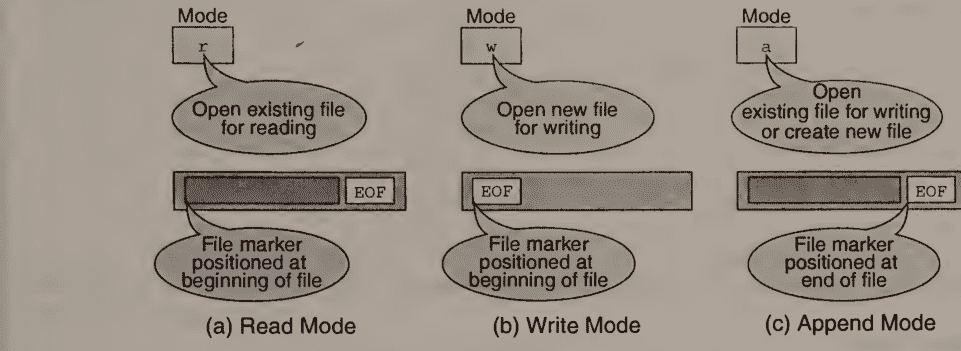 Mode
r
Open existing file
for reading
EOF
File marker
positioned at
beginning of file
(a) Read Mode
Mode
w
Open new file
for writing
EOF
File marker
positioned at
beginning of file
(b) Write Mode
Mode
a
Open
existing file for writing
or create new file
EOF
File marker
positioned at
end of file
(c) Append Mode